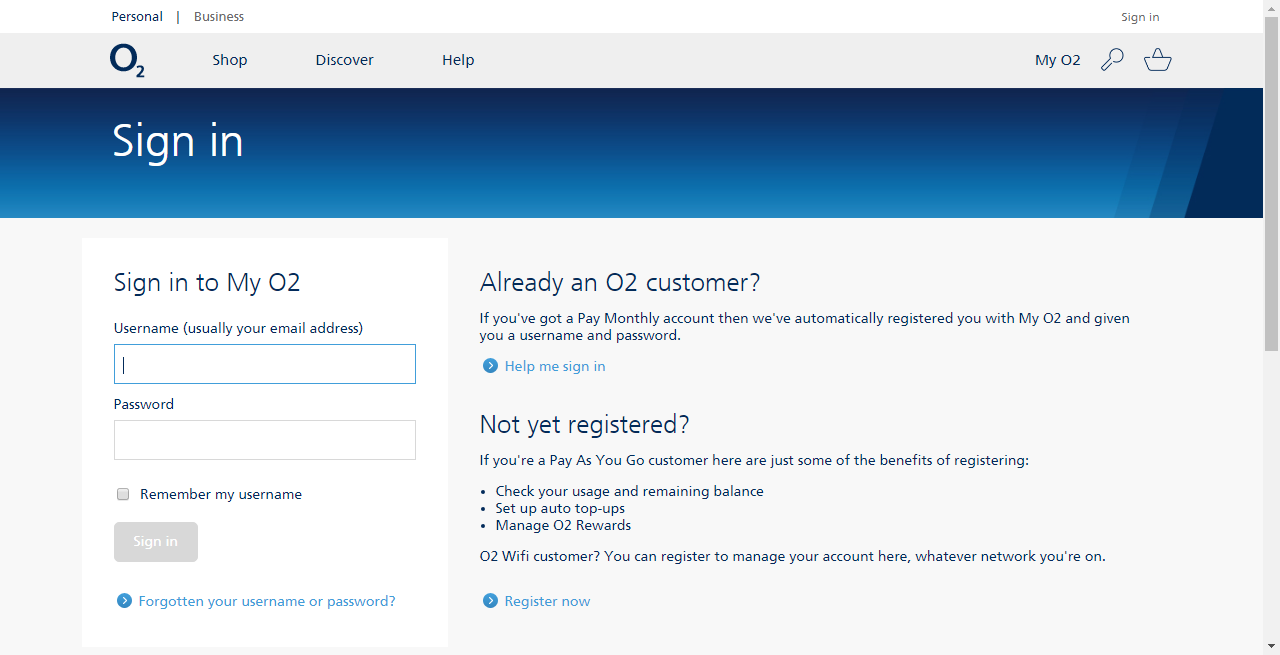 Personal | Business
Sign in
O2
Shop
Discover
Help
My O2
Sign in
Sign in to My O2
Username (usually your email address)
Password
Remember my username
Sign in
Forgotten your username or password?
Already an O2 customer?
If you've got a Pay Monthly account then we've automatically registered you with My O2 and given
you a username and password.
Help me sign in
Not yet registered?
If you're a Pay As You Go customer here are just some of the benefits of registering:
• Check your usage and remaining balance
• Set up auto top-ups
• Manage O2 Rewards
O2 Wifi customer? You can register to manage your account here, whatever network you're on.
Register now